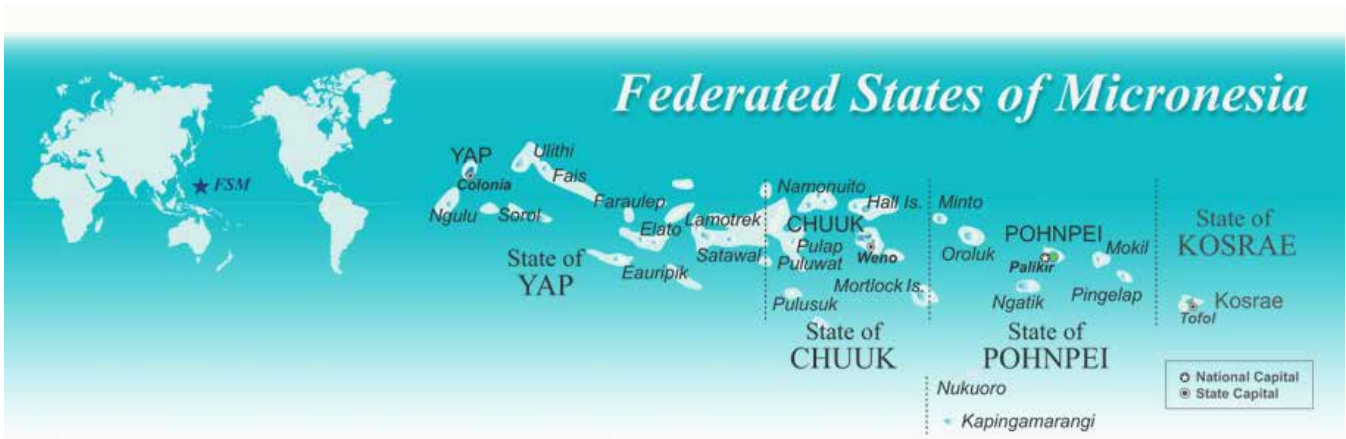 Federated States of Micronesia
FSM
YAP
Colonia
Ulithi
Fais
Ngulu
Sorol
Faraulep
Elato
Lamotrek
Satawal
Eauripik
State of
YAP
Namonuito
Hall Is.
CHUUK
Pulap
Weno
Puluwat
Mortlock Is.
Pulusuk
State of
CHUUK
Minto
Oroluk
POHNPEI
Palikir
Mokil
Ngatik
Pingelap
State of
POHNPEI
Nukuoro
Kapingamarangi
State of
KOSRAE
Kosrae
Tofol
National Capital
State Capital